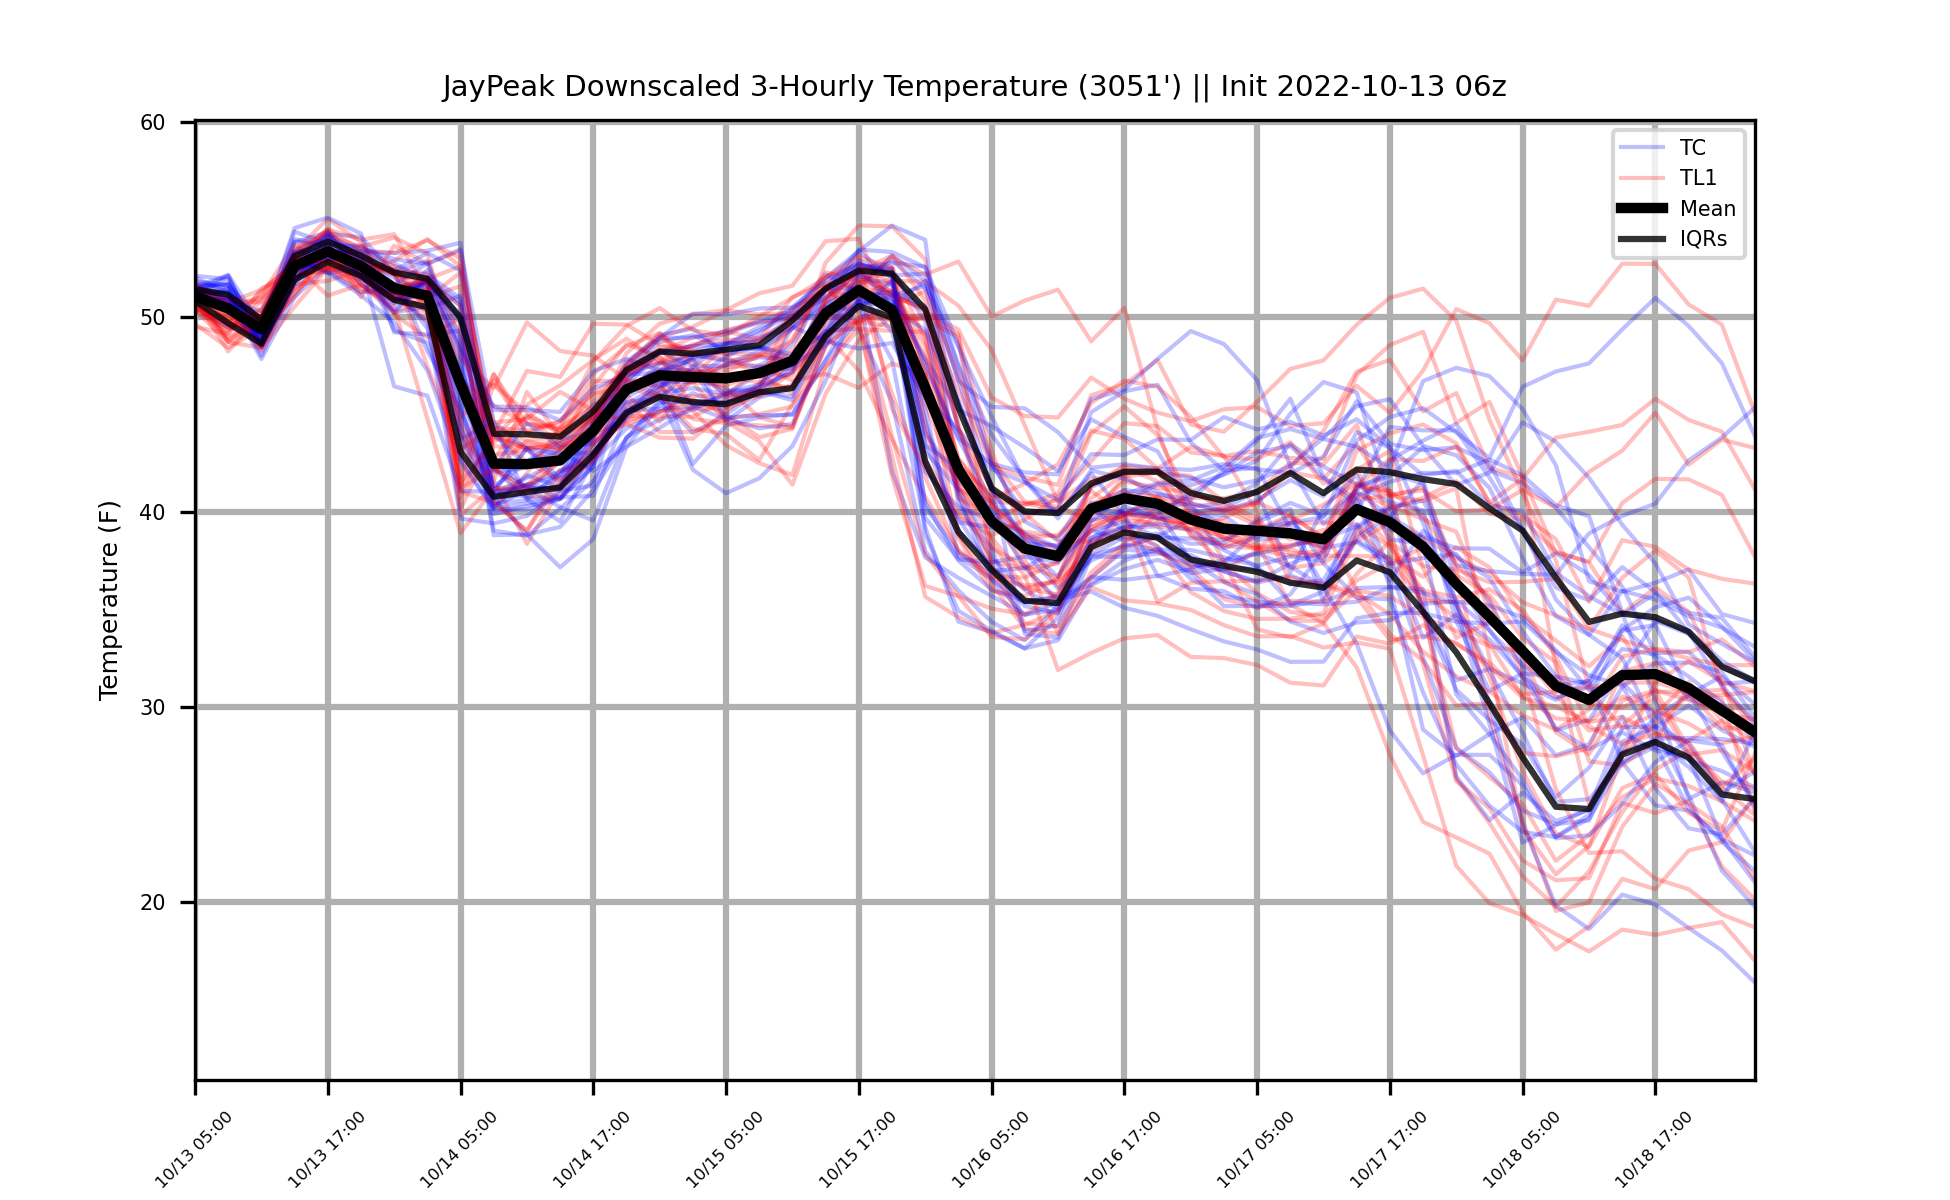 JayPeak Downscaled 3-Hourly Temperature (3051') || Init 2022-10-13 06z
TC
TL1
Mean
IQRs
Temperature (F)
60
50
40
30
20
10/13 05:00
10/13 17:00
10/14 05:00
10/14 17:00
10/15 05:00
10/15 17:00
10/16 05:00
10/16 17:00
10/17 05:00
10/17 17:00
10/18 05:00
10/18 17:00